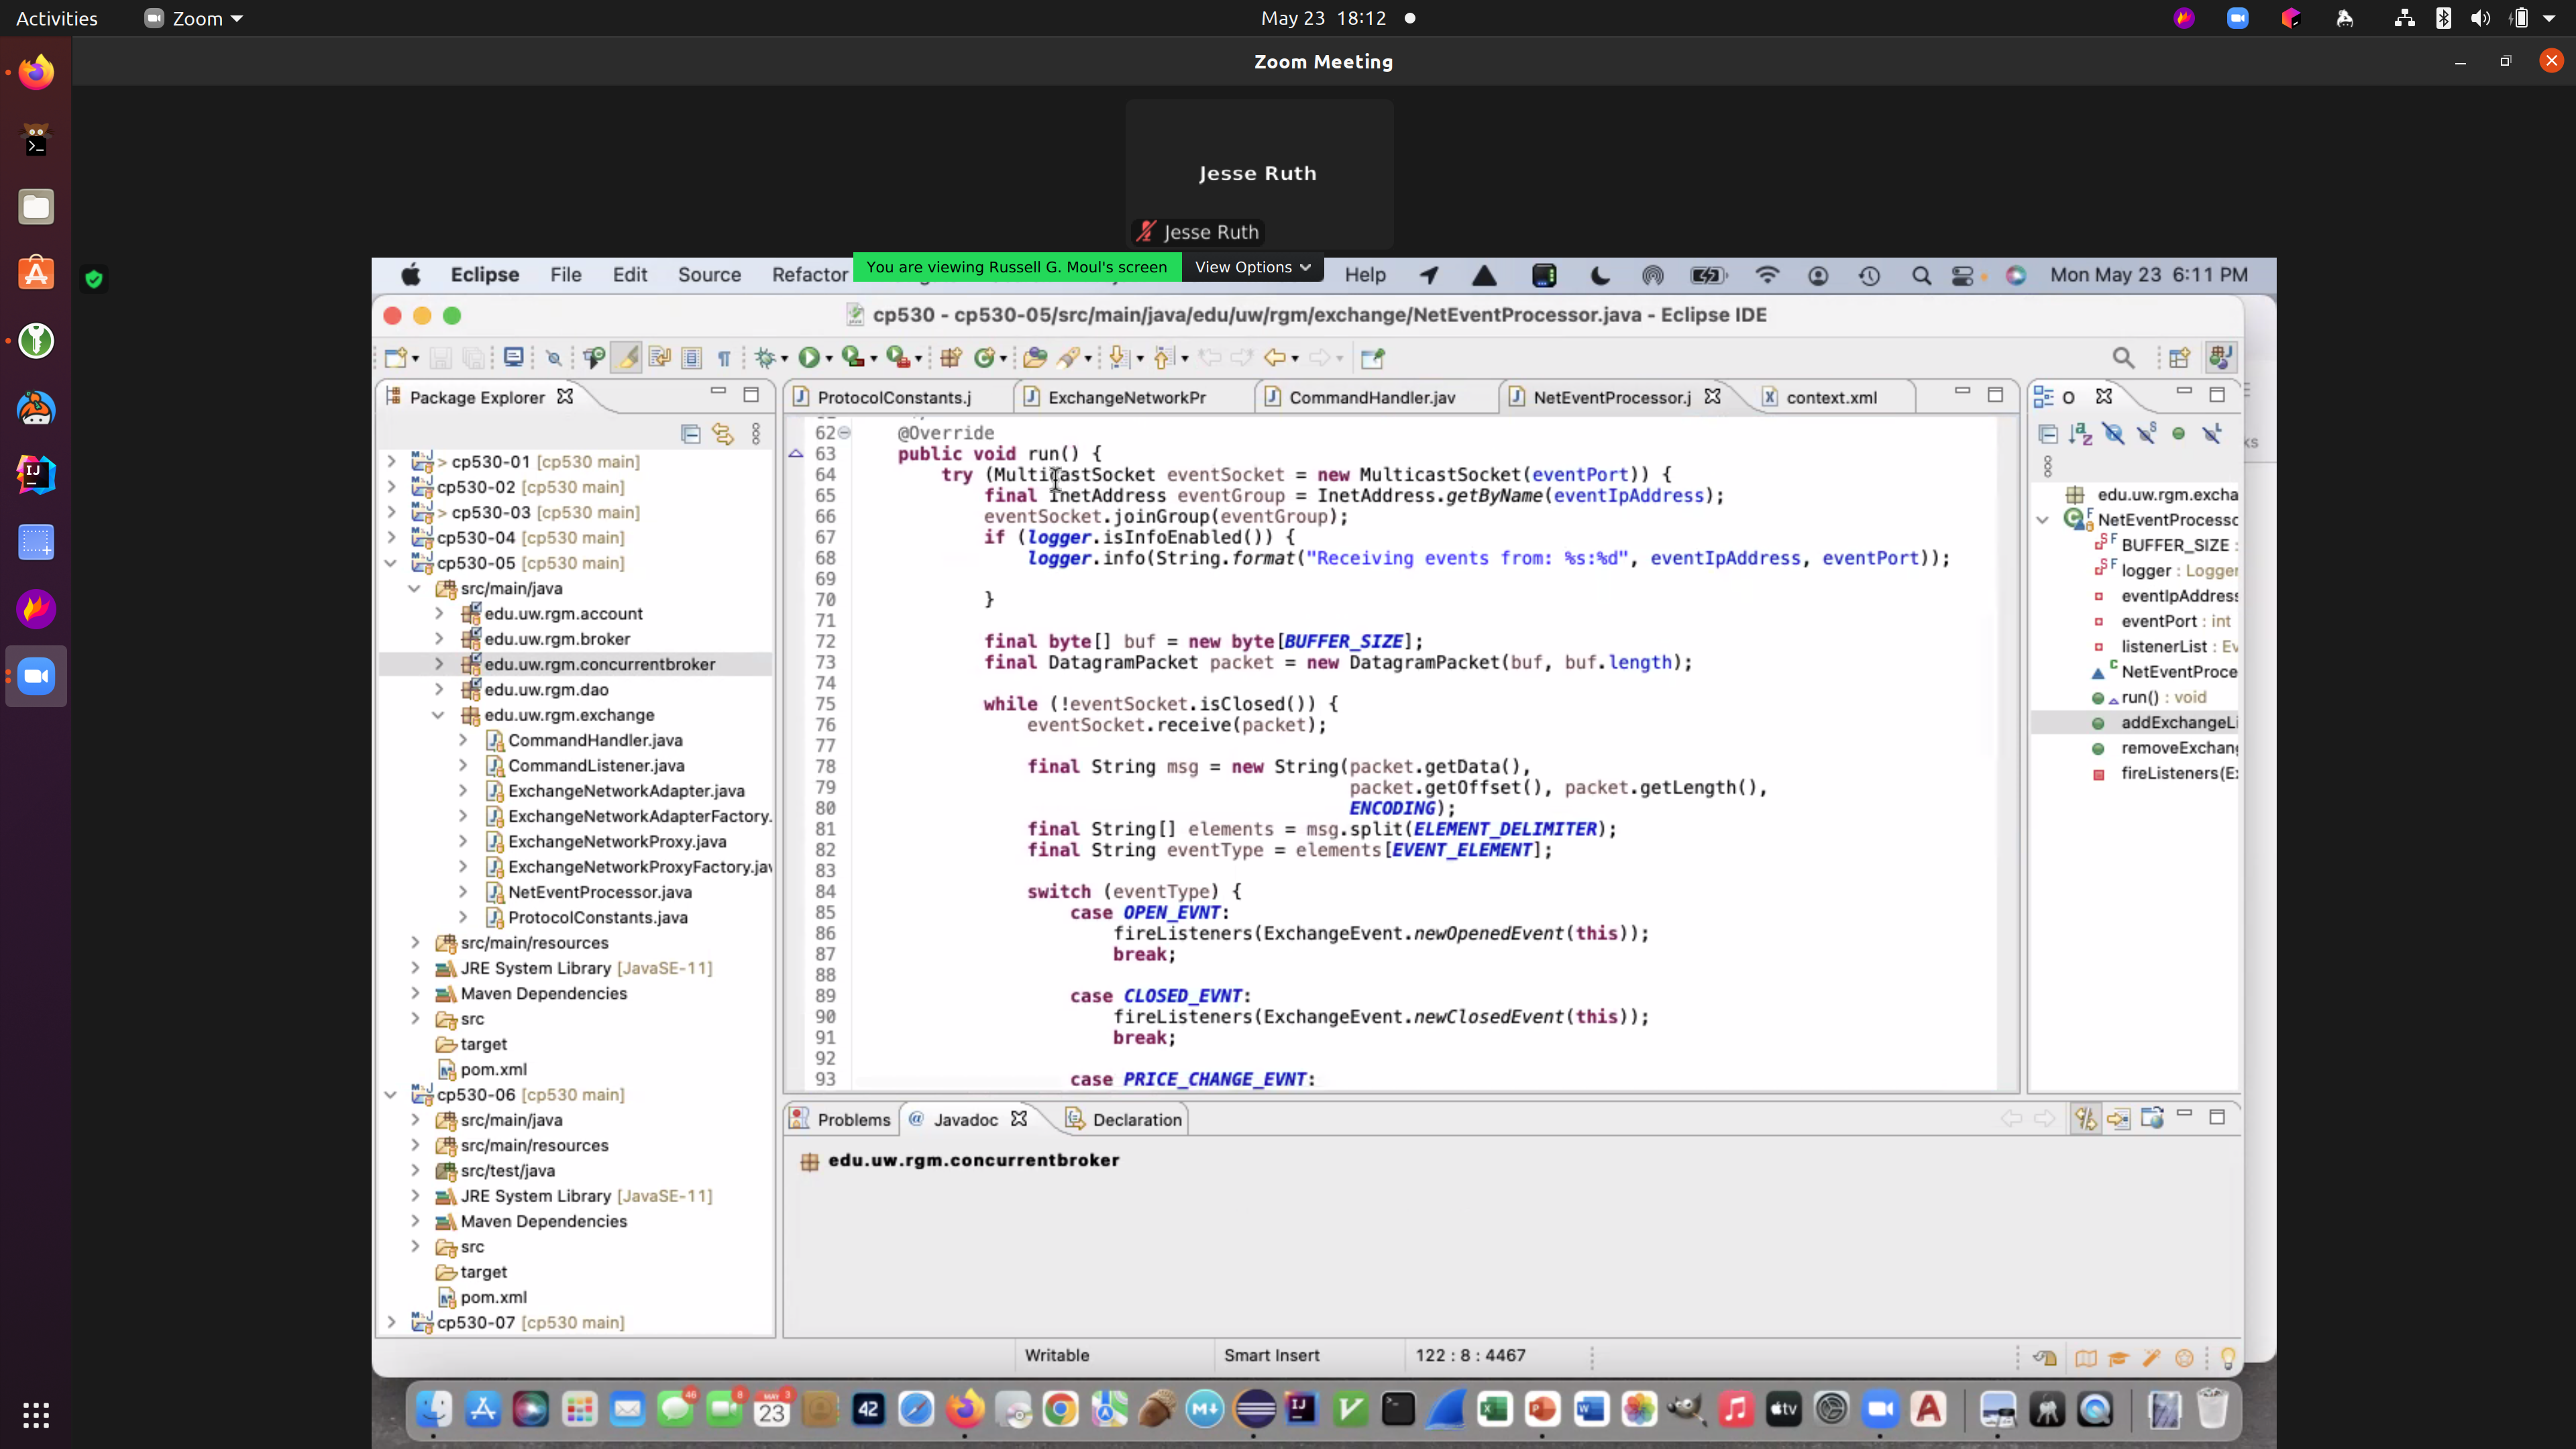 Activities
Zoom
May 23 18:12
Zoom Meeting
Jesse Ruth
Jesse Ruth
You are viewing Russell G. Moul's screen
View Options
Eclipse File Edit Source Refactor
Help
Mon May 23 6:11 PM
cp530 - cp530-05/src/main/java/edu/uw/rgm/exchange/NetEventProcessor.java - Eclipse IDE
Package Explorer
> cp530-01 [cp530 main]
cp530-02 [cp530 main]
> cp530-03 [cp530 main]
cp530-04 [cp530 main]
cp530-05 [cp530 main]
src/main/java
edu.uw.rgm.account
edu.uw.rgm.broker
edu.uw.rgm.concurrentbroker
edu.uw.rgm.dao
edu.uw.rgm.exchange
CommandHandler.java
CommandListener.java
ExchangeNetworkAdapter.java
ExchangeNetworkAdapterFactory.
ExchangeNetworkProxy.java
ExchangeNetworkProxyFactory.jav
NetEventProcessor.java
ProtocolConstants.java
src/main/resources
JRE System Library [JavaSE-11]
Maven Dependencies
src
target
pom.xml
cp530-06 [cp530 main]
src/main/java
src/main/resources
src/test/java
JRE System Library [JavaSE-11]
Maven Dependencies
src
target
pom.xml
cp530-07 [cp530 main]
ProtocolConstants.j
ExchangeNetworkPr
CommandHandler.jav
NetEventProcessor.j
context.xml
62 @Override
63 public void run() {
64 try (MulticastSocket eventSocket = new MulticastSocket(eventPort)) {
65 final InetAddress eventGroup = InetAddress.getByName(eventIpAddress);
66 eventSocket.joinGroup(eventGroup);
67 if (logger.isInfoEnabled()) {
68 logger.info(String.format("Receiving events from: %s:%d", eventIpAddress, eventPort));
69
70 }
71
72 final byte[] buf = new byte[BUFFER_SIZE];
73 final DatagramPacket packet = new DatagramPacket(buf, buf.length);
74
75 while (!eventSocket.isClosed()) {
76 eventSocket.receive(packet);
77
78 final String msg = new String(packet.getData(),
79 packet.getOffset(), packet.getLength(),
80 ENCODING);
81 final String[] elements = msg.split(ELEMENT_DELIMITER);
82 final String eventType = elements[EVENT_ELEMENT];
83
84 switch (eventType) {
85 case OPEN_EVNT:
86 fireListeners(ExchangeEvent.newOpenedEvent(this));
87 break;
88
89 case CLOSED_EVNT:
90 fireListeners(ExchangeEvent.newClosedEvent(this));
91 break;
92
93 case PRICE_CHANGE_EVNT:
O
edu.uw.rgm.excha
NetEventProcessc
BUFFER_SIZE :
logger : Logger
eventIpAddress
eventPort : int
listenerList : Ev
NetEventProce
run() : void
addExchangeLi
removeExchang
fireListeners(E
Problems
Javadoc
Declaration
edu.uw.rgm.concurrentbroker
Writable
Smart Insert
122 : 8 : 4467
46
8
3
MAY
23
42
M↓
IJ
tv